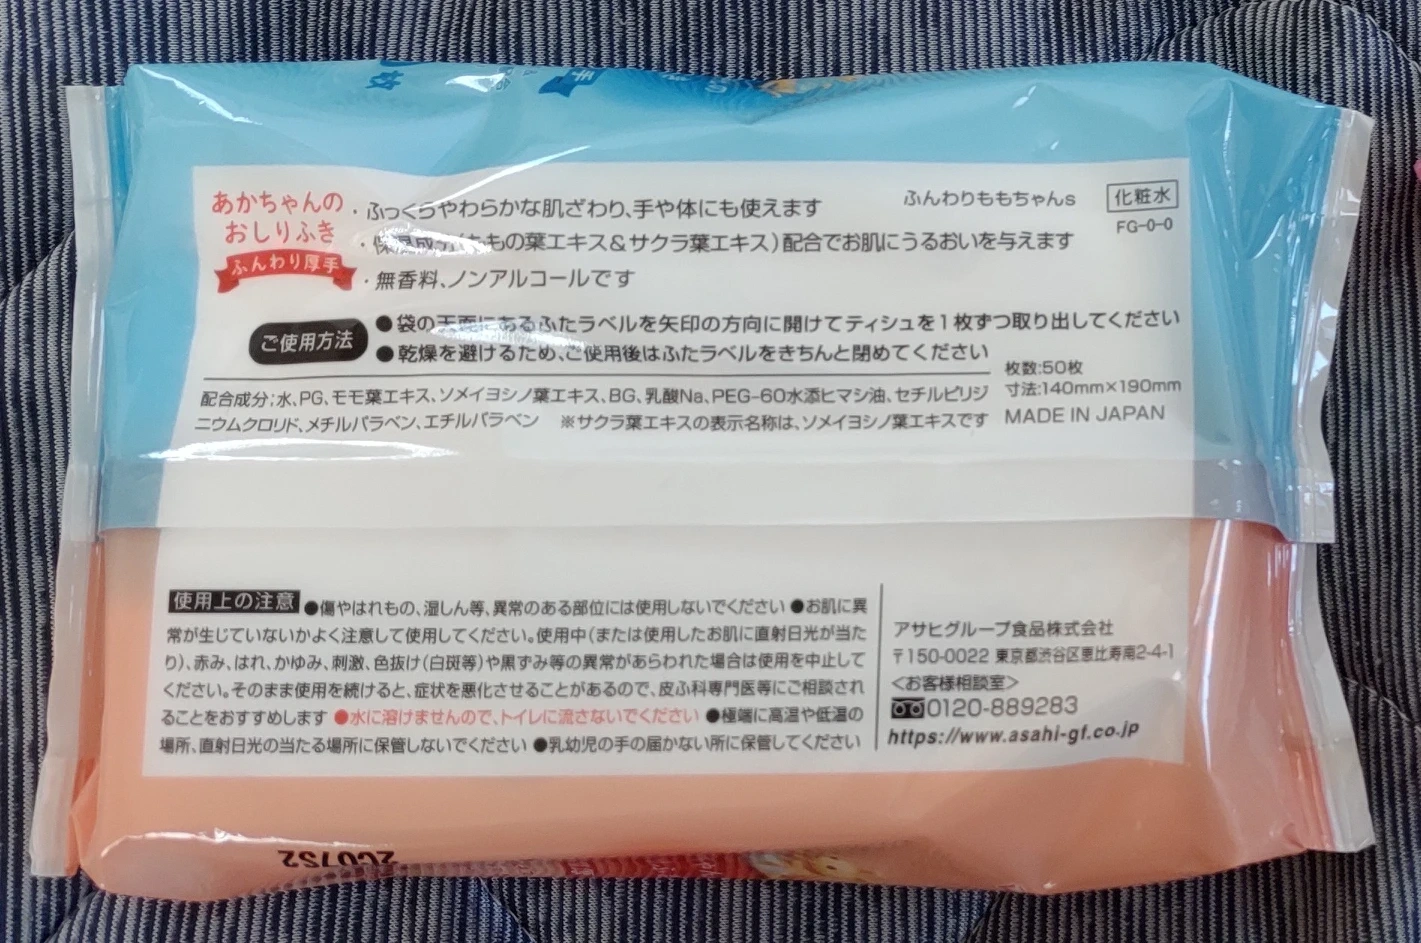 あかちゃんの
おしりふき
ふんわり厚手
・ふっくらやわらかな肌ざわり、手や体にも使えます
・保湿成分(ももの葉エキス&サクラ葉エキス)配合でお肌にうるおいを与えます
・無香料、ノンアルコールです
ふんわりももちゃんs
化粧水
FG-0-0
ご使用方法
●袋の天面にあるふたラベルを矢印の方向に開けてティシュを1枚ずつ取り出してください
●乾燥を避けるため、ご使用後はふたラベルをきちんと閉めてください
配合成分;水、PG、モモ葉エキス、ソメイヨシノ葉エキス、BG、乳酸Na、PEG-60水添ヒマシ油、セチルピリジ
ニウムクロリド、メチルパラベン、エチルパラベン ※サクラ葉エキスの表示名称は、ソメイヨシノ葉エキスです
枚数:50枚
寸法:140mm×190mm
MADE IN JAPAN
使用上の注意 ●傷やはれもの、湿しん等、異常のある部位には使用しないでください ●お肌に異
常が生じていないかよく注意して使用してください。使用中(または使用したお肌に直射日光が当た
り)、赤み、はれ、かゆみ、刺激、色抜け(白斑等)や黒ずみ等の異常があらわれた場合は使用を中止して
ください。そのまま使用を続けると、症状を悪化させることがあるので、皮ふ科専門医等にご相談され
ることをおすすめします ●水に溶けませんので、トイレに流さないでください ●極端に高温や低温の
場所、直射日光の当たる場所に保管しないでください ●乳幼児の手の届かない所に保管してください
アサヒグループ食品株式会社
〒150-0022 東京都渋谷区恵比寿南2-4-1
<お客様相談室>
0120-889283
https://www.asahi-gf.co.jp